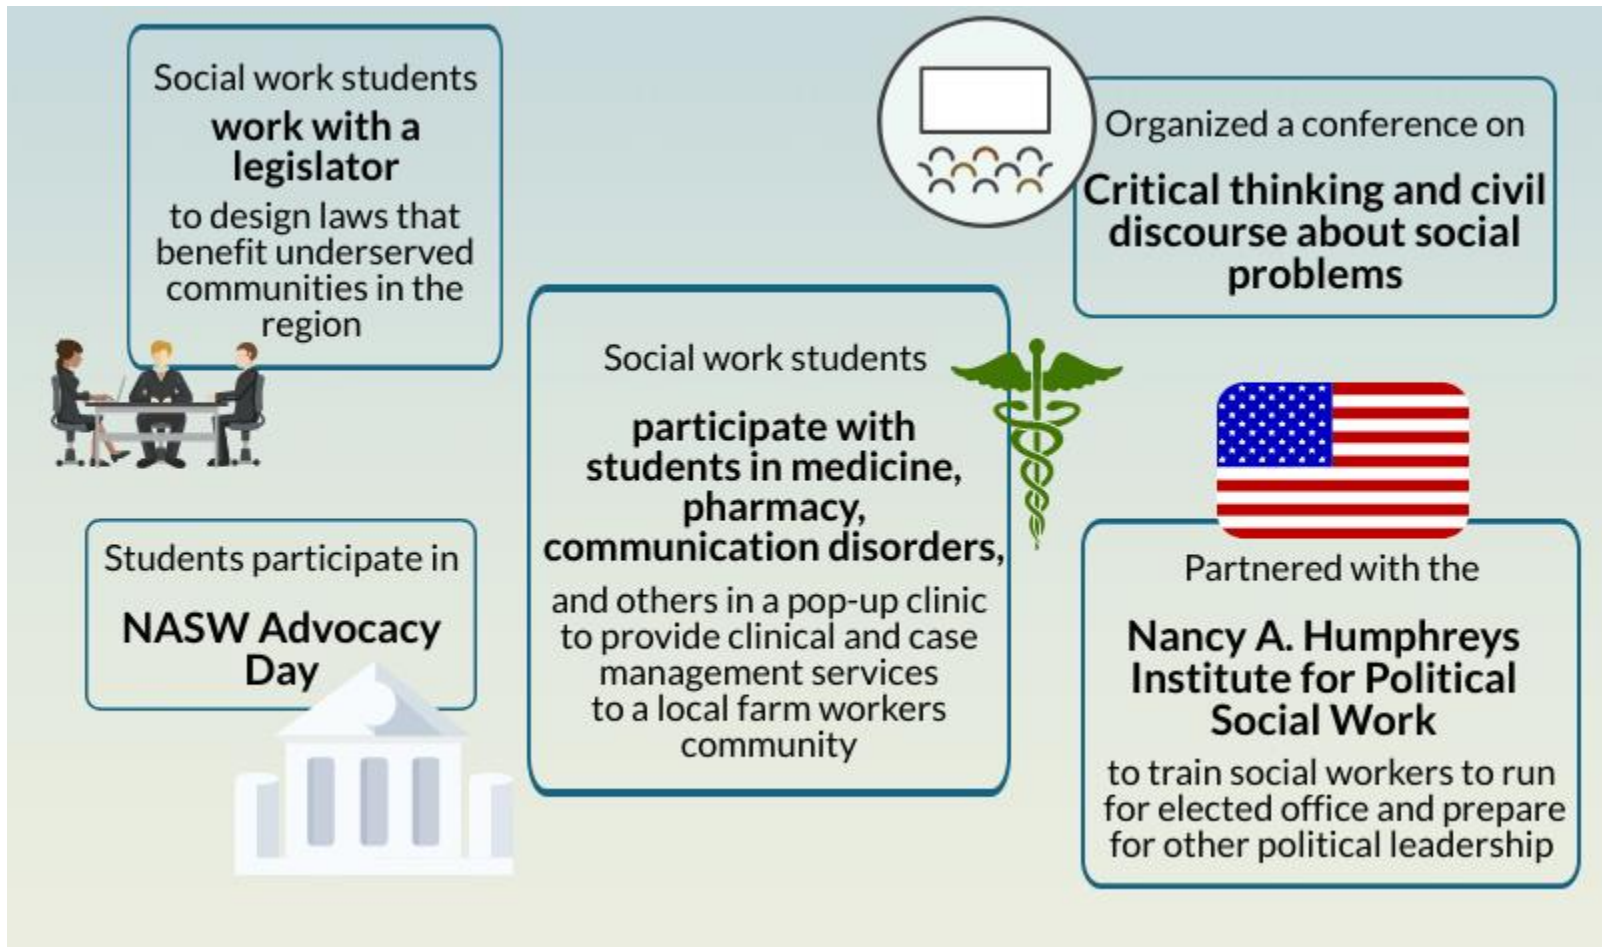 Social work students
work with a
legislator
to design laws that
benefit underserved
communities in the
region
Organized a conference on
Critical thinking and civil
discourse about social
problems
Social work students
participate with
students in medicine,
pharmacy,
communication disorders,
and others in a pop-up clinic
to provide clinical and case
management services
to a local farm workers
community
Students participate in
NASW Advocacy
Day
Partnered with the
Nancy A. Humphreys
Institute for Political
Social Work
to train social workers to run
for elected office and prepare
for other political leadership